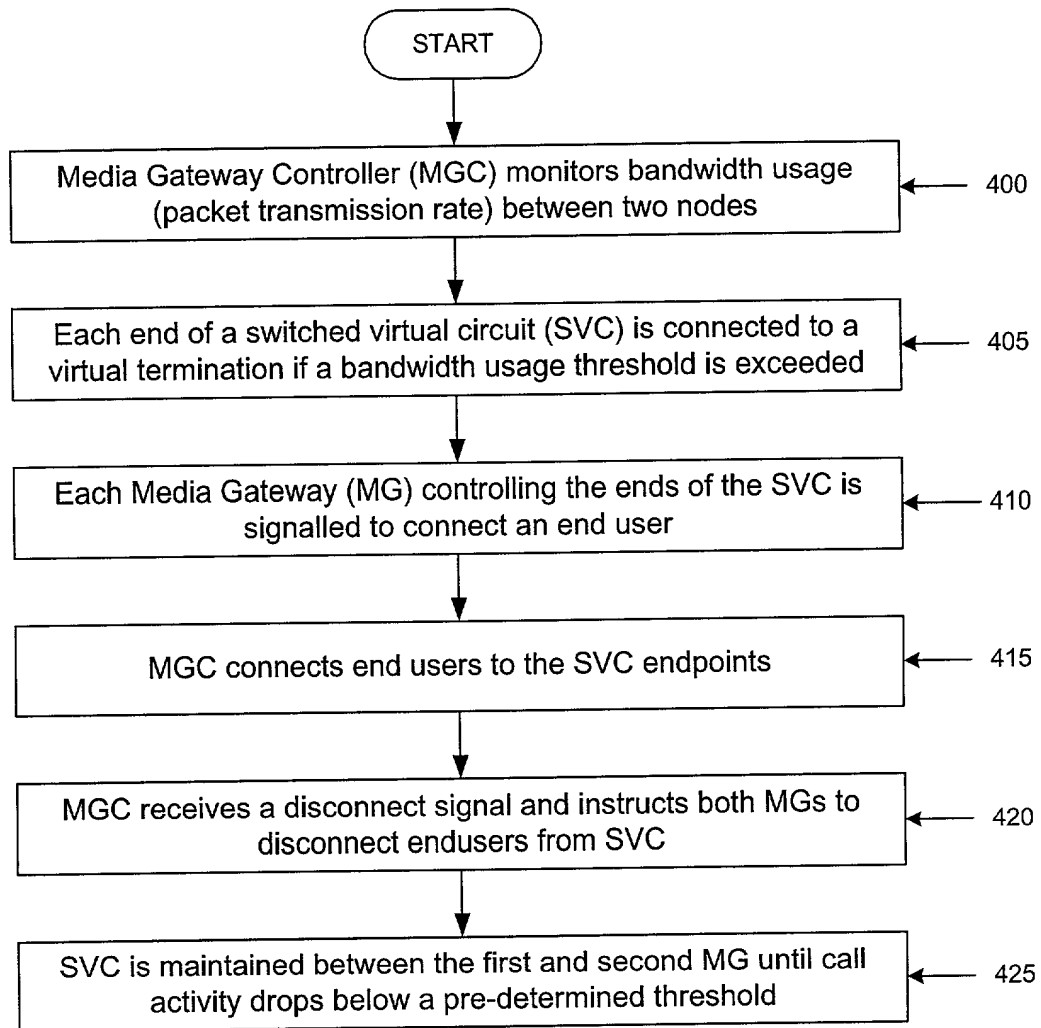 START
Media Gateway Controller (MGC) monitors bandwidth usage
(packet transmission rate) between two nodes
400
Each end of a switched virtual circuit (SVC) is connected to a
virtual termination if a bandwidth usage threshold is exceeded
405
Each Media Gateway (MG) controlling the ends of the SVC is
signalled to connect an end user
410
MGC connects end users to the SVC endpoints
415
MGC receives a disconnect signal and instructs both MGs to
disconnect endusers from SVC
420
SVC is maintained between the first and second MG until call
activity drops below a pre-determined threshold
425